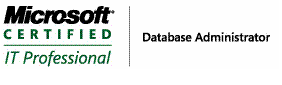 Microsoft®
CERTIFIED
IT Professional
Database Administrator